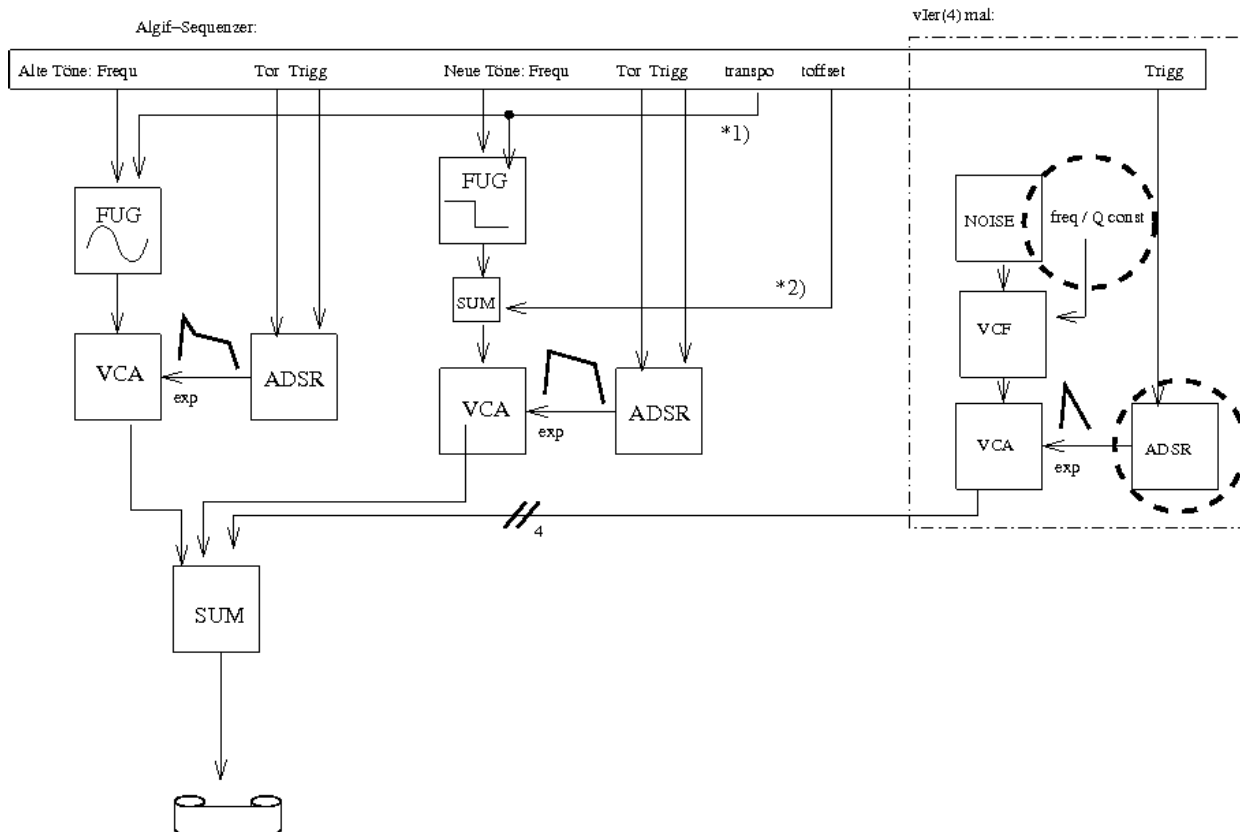 vIer(4) mal:
Algif–Sequenzer:
Alte Töne: Frequ Tor Trigg Neue Töne: Frequ Tor Trigg transpo toffset Trigg
*1)
FUG
FUG
NOISE
freq / Q const
*2)
SUM
VCF
VCA
exp
ADSR
VCA
exp
ADSR
VCA
exp
ADSR
4
SUM